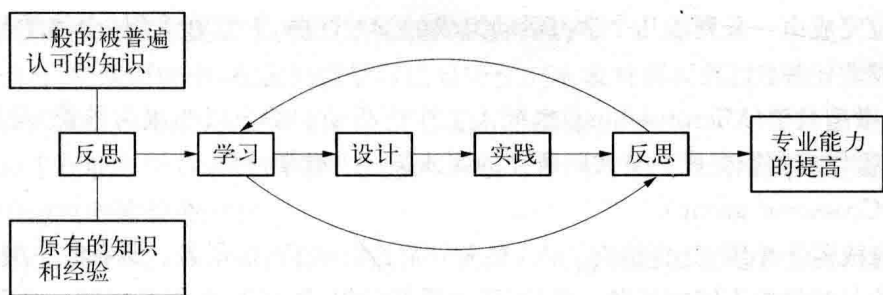 一般的被普遍
认可的知识
反思
学习
设计
实践
反思
专业能力
的提高
原有的知识
和经验